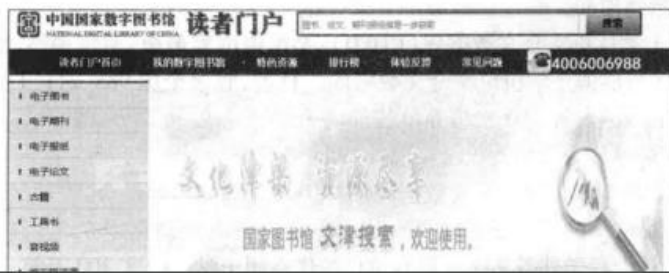 中国国家数字图书馆 读者门户
NATIONAL DIGITAL LIBRARY OF CHINA
搜索
读者门户首页 我的数字图书馆 特色资源 排行榜 体验反馈 常见问题 4006006988
电子图书
电子期刊
电子报纸
电子论文
古籍
工具书
音视频
文化津梁 资源尽享
国家图书馆 文津搜索，欢迎使用。